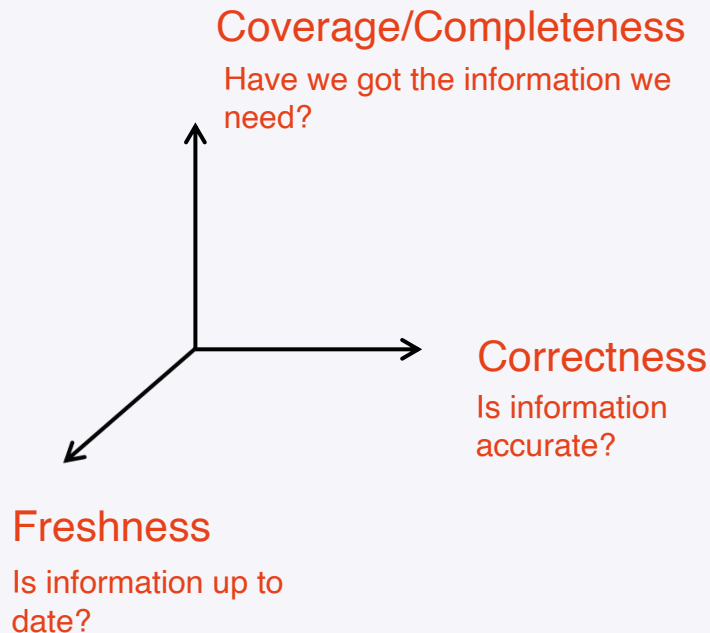 Coverage/Completeness
Have we got the information we
need?
Correctness
Is information
accurate?
Freshness
Is information up to
date?